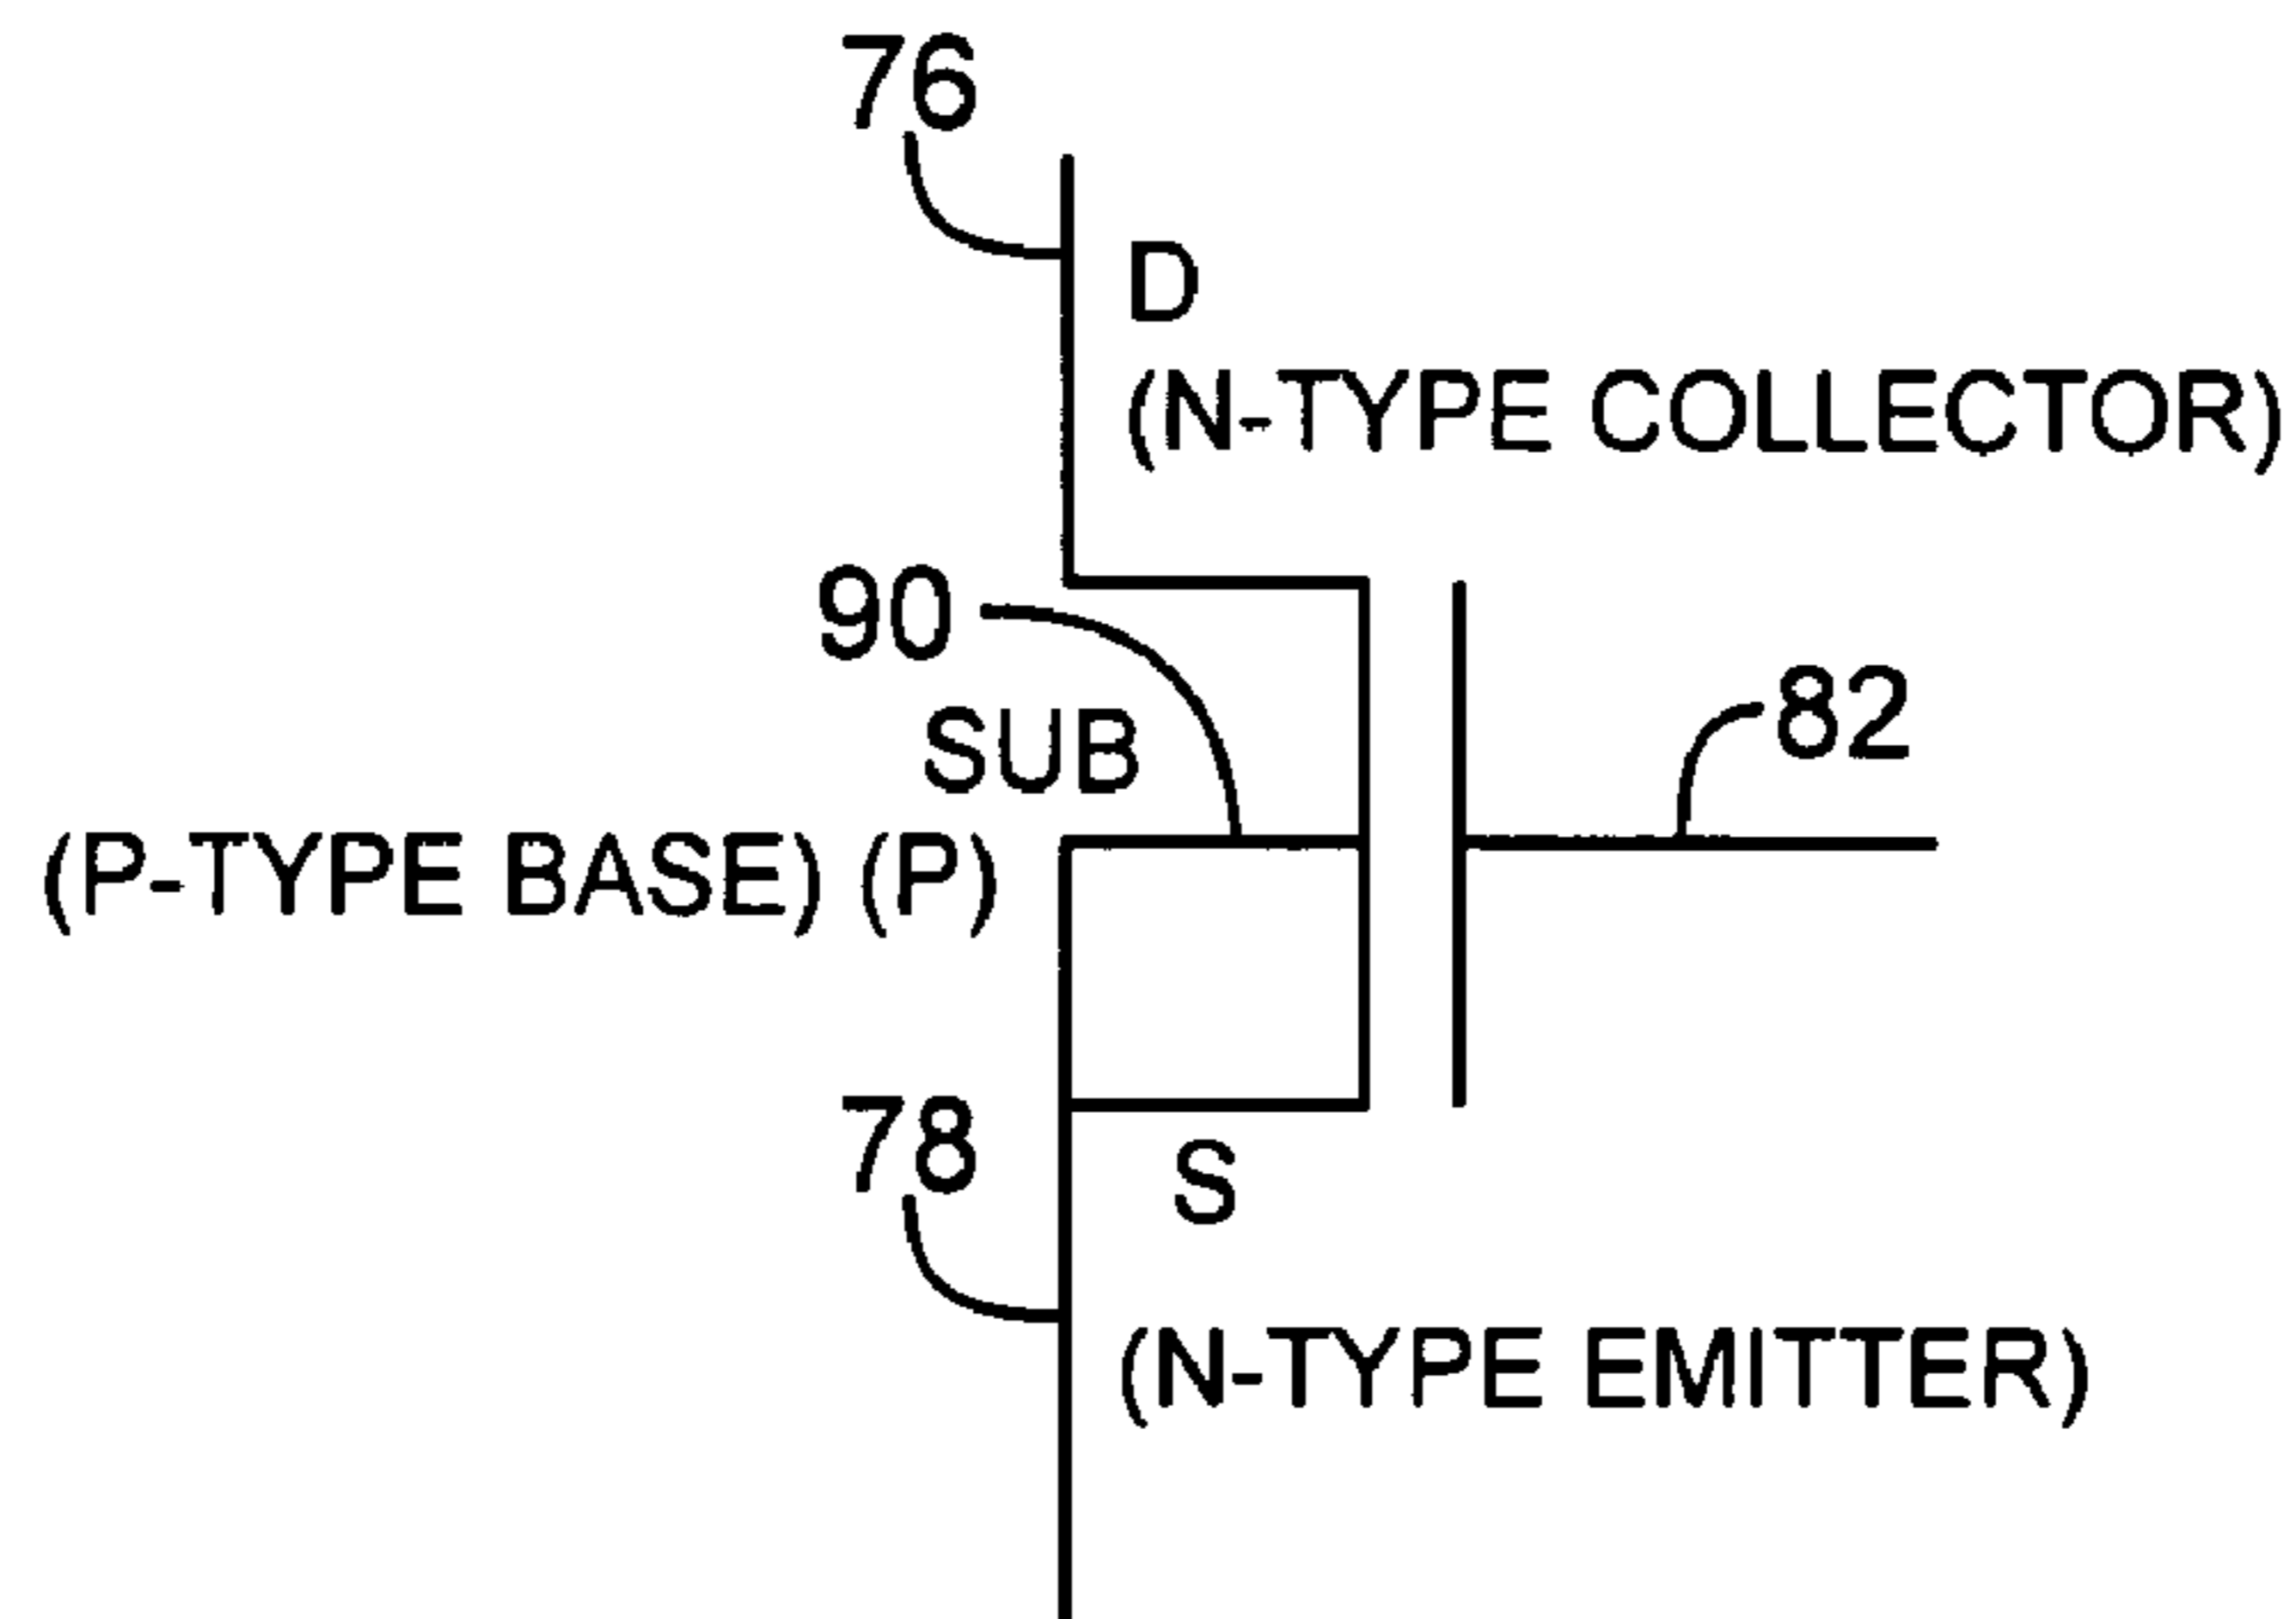 76
D
(N-TYPE COLLECTOR)
90
82
SUB
(P-TYPE BASE) (P)
78
S
(N-TYPE EMITTER)